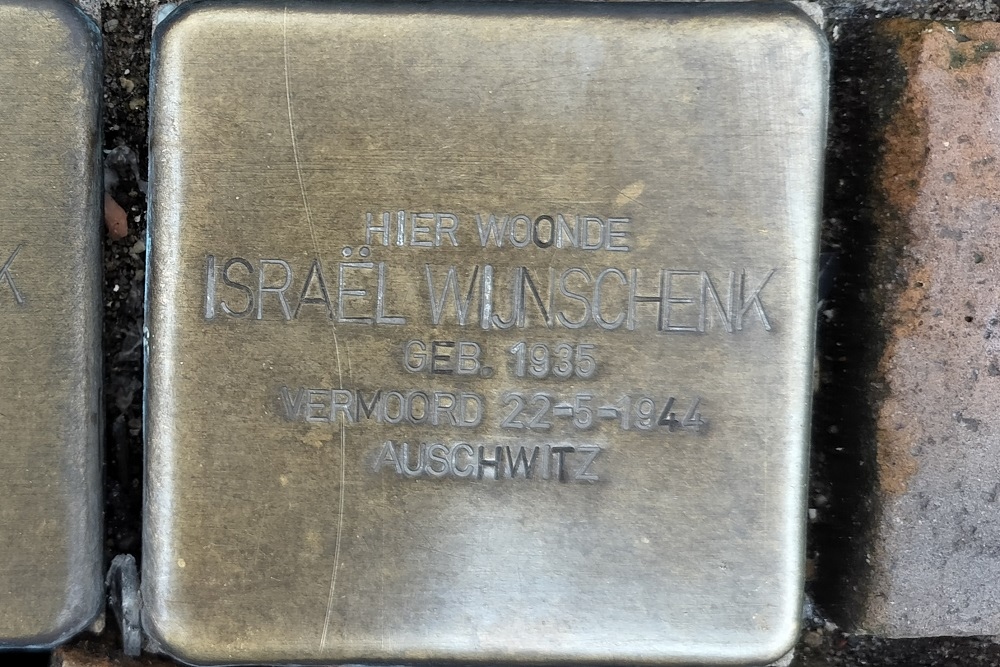 HIER WOONDE
ISRAËL WIJNSCHENK
GEB. 1935
VERMOORD 22-5-1944
AUSCHWITZ
K